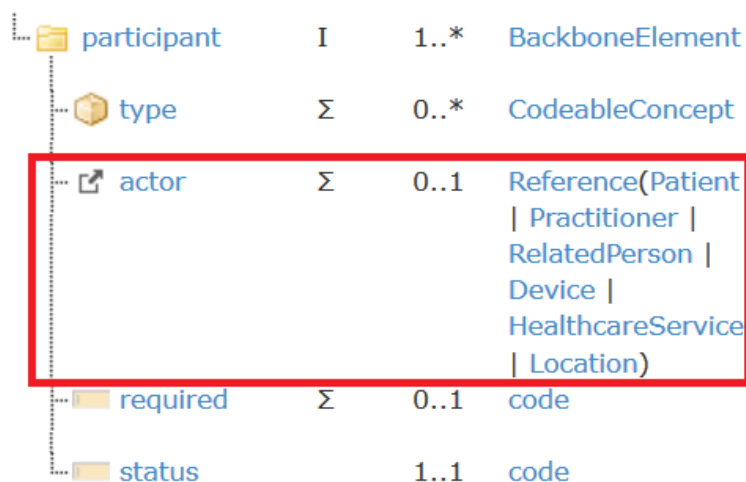 participant I 1..* BackboneElement
type Σ 0..* CodeableConcept
actor Σ 0..1 Reference(Patient
| Practitioner |
RelatedPerson |
Device |
HealthcareService
| Location)
required Σ 0..1 code
status 1..1 code